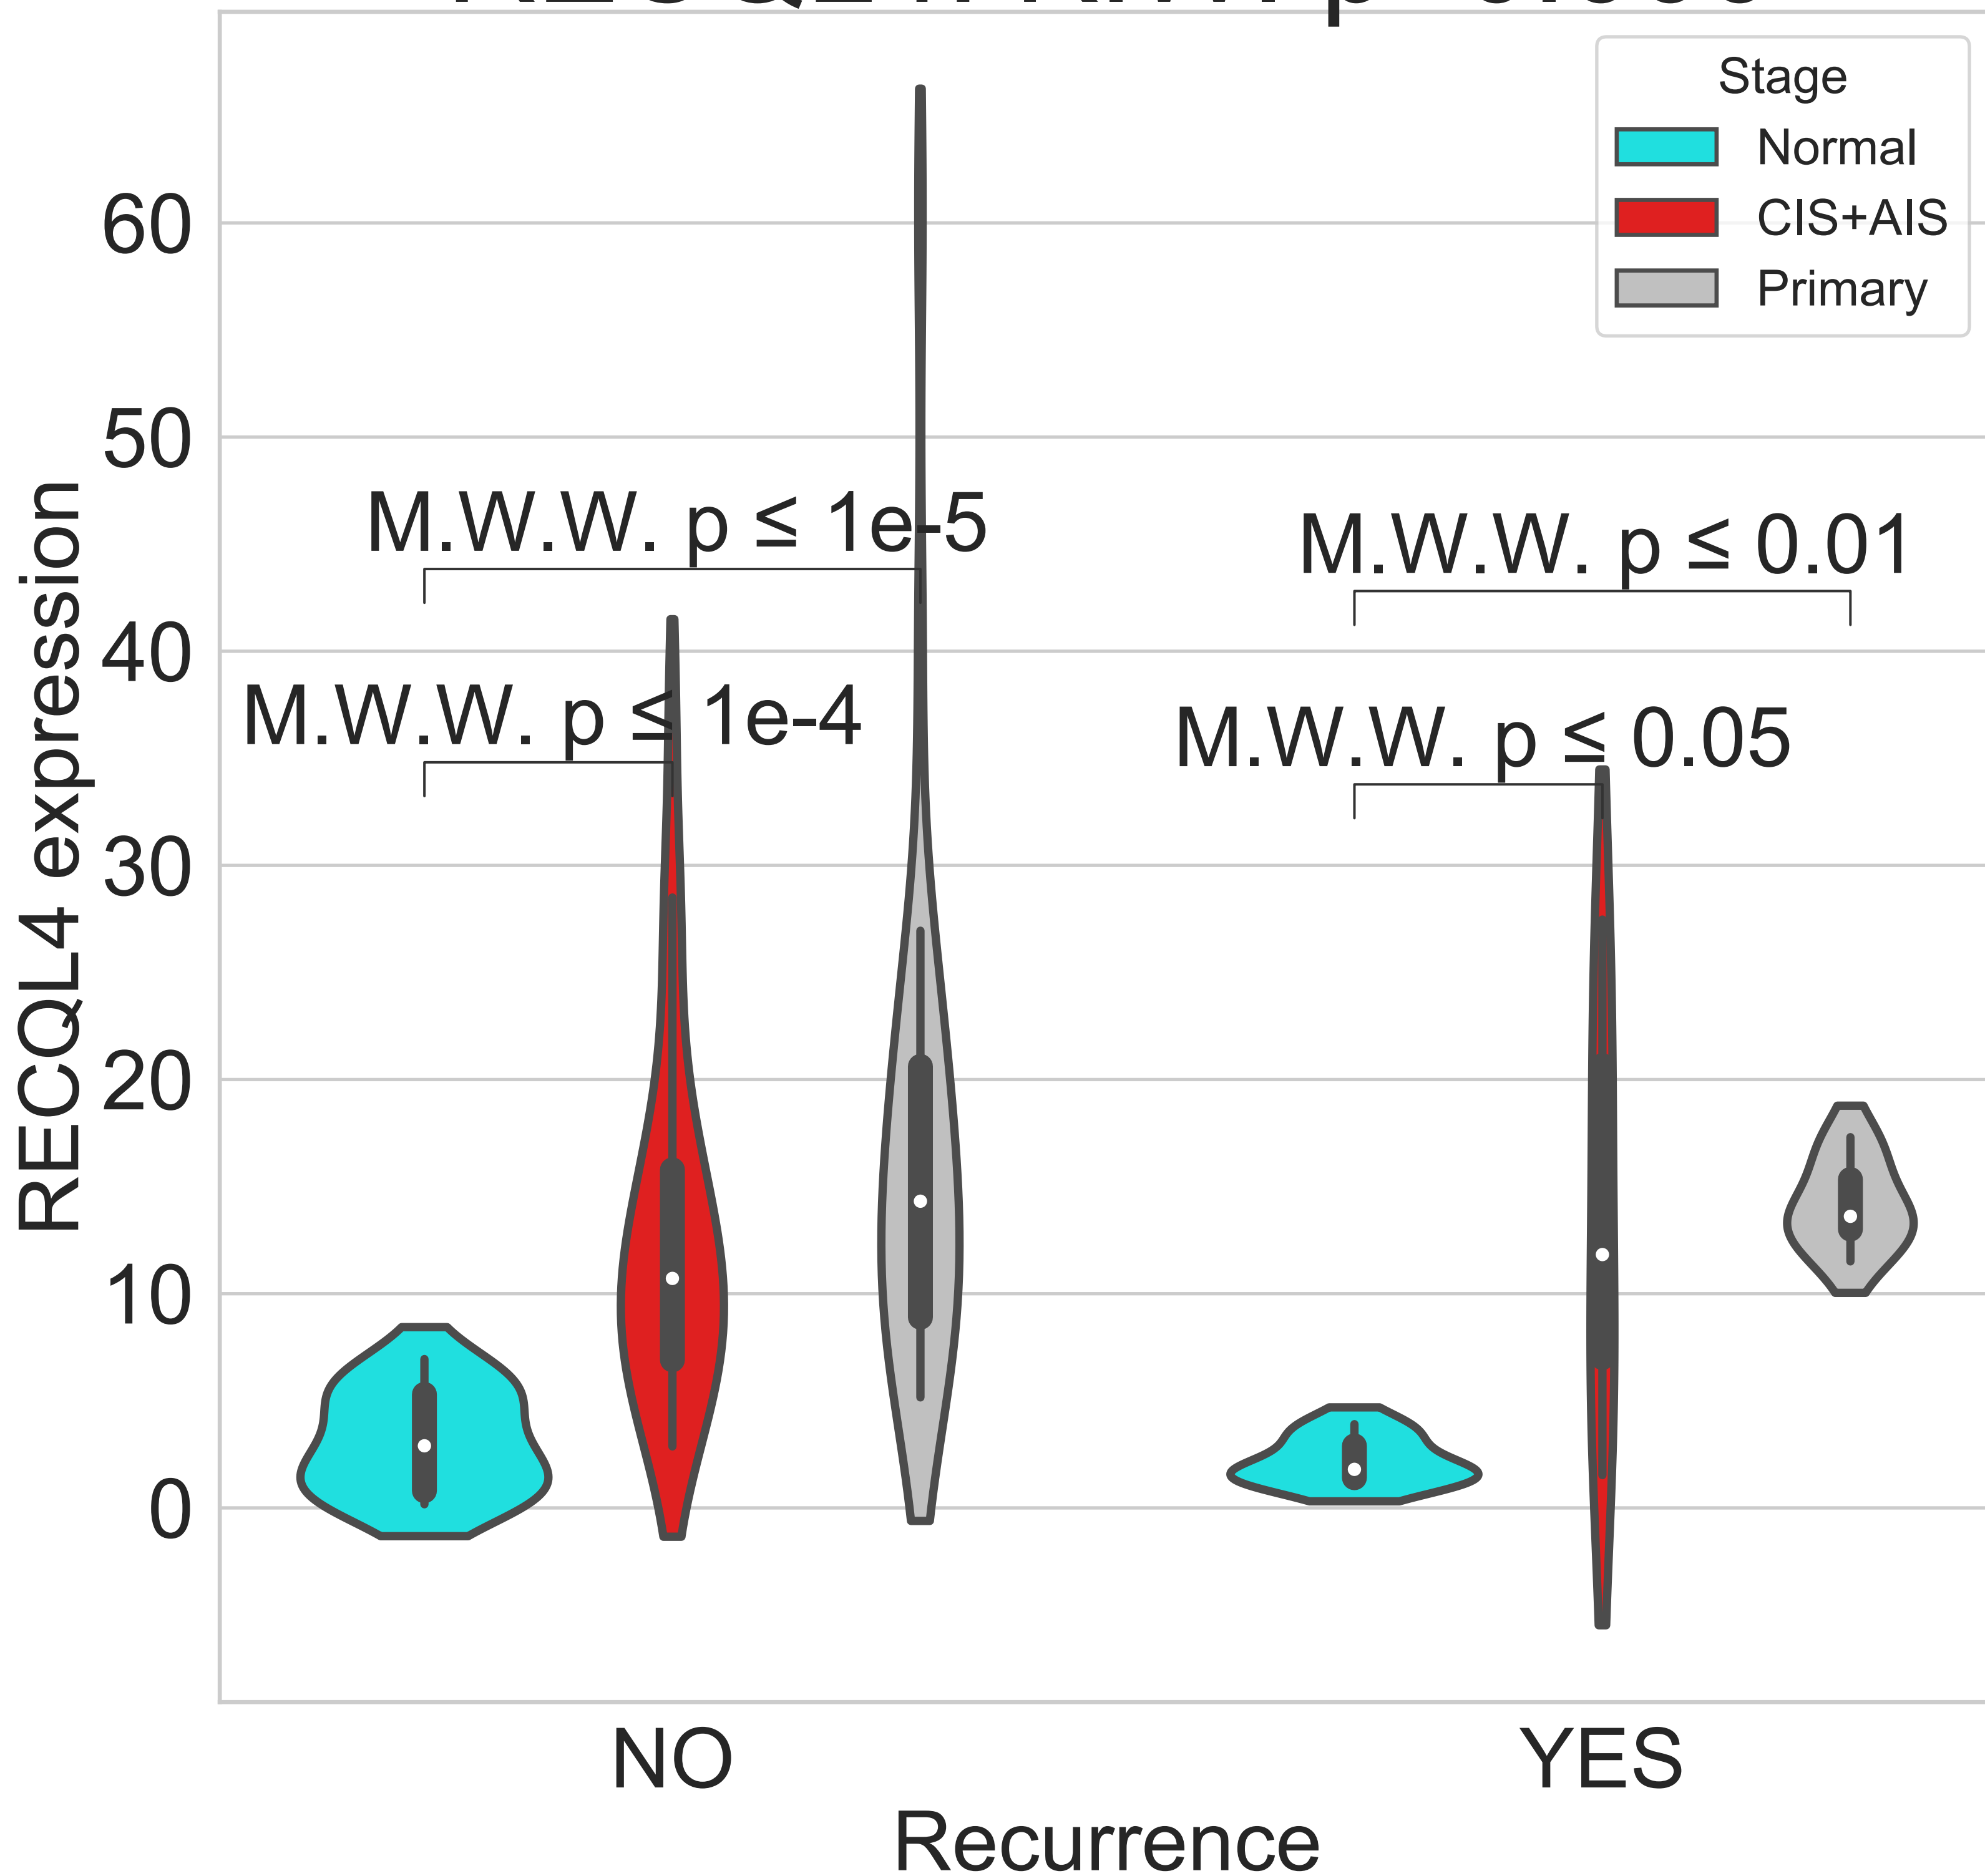 Stage
Normal
CIS+AIS
Primary
60
50
40
30
20
10
0
RECQL4 expression
M.W.W. p ≤ 1e-5
M.W.W. p ≤ 0.01
M.W.W. p ≤ 1e-4
M.W.W. p ≤ 0.05
NO
YES
Recurrence